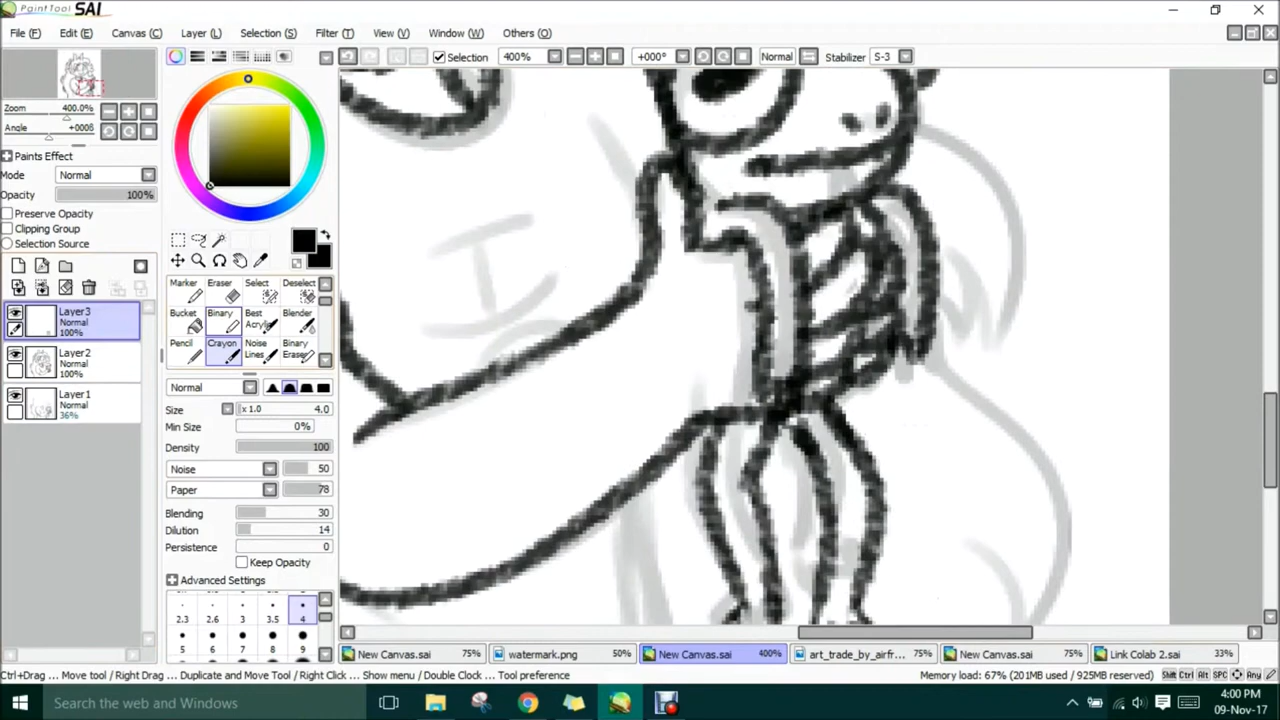 PaintTool SAI
File (F) Edit (E) Canvas (C) Layer (L) Selection (S) Filter (T) View (V) Window (W) Others (O)
Selection 400% +000° Normal Stabilizer S-3
Zoom 400.0%
Angle +000°
Paints Effect
Mode Normal
Opacity 100%
Preserve Opacity
Clipping Group
Selection Source
Layer3
Normal
100%
Layer2
Normal
100%
Layer1
Normal
36%
Marker Eraser Select Deselect
Bucket Binary Best Acrylic Blender
Pencil Crayon Noise Lines Binary Eraser
Normal
Size x 1.0 4.0
Min Size 0%
Density 100
Noise 50
Paper 78
Blending 30
Dilution 14
Persistence 0
Keep Opacity
Advanced Settings
2.3 2.6 3 3.5 4
5 6 7 8 9
New Canvas.sai 75% watermark.png 50% New Canvas.sai 400% art_trade_by_airfr... 75% New Canvas.sai 75% Link Colab 2.sai 33%
Ctrl+Drag ... Move tool / Right Drag ... Duplicate and Move Tool / Right Click ... Show menu / Double Click ... Tool preference Memory load: 67% (201MB used / 925MB reserved) Shift Ctrl Alt SPC Any
Search the web and Windows
4:00 PM
09-Nov-17